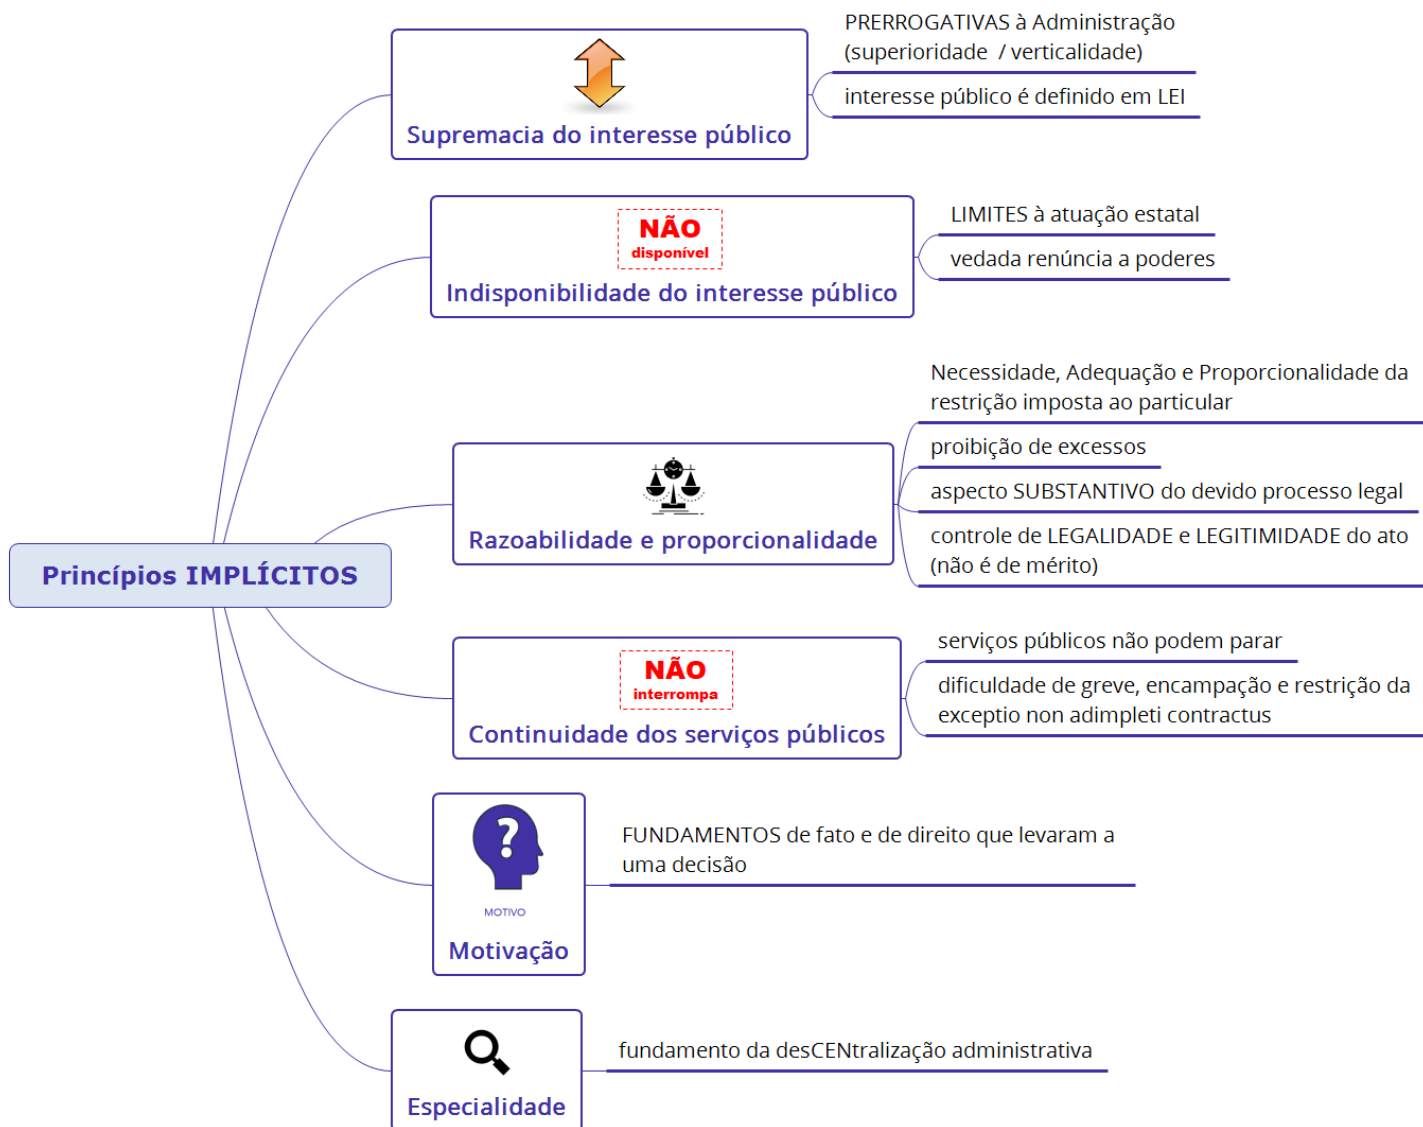 Princípios IMPLÍCITOS
Supremacia do interesse público
PRERROGATIVAS à Administração
(superioridade / verticalidade)
interesse público é definido em LEI
NÃO
disponível
Indisponibilidade do interesse público
LIMITES à atuação estatal
vedada renúncia a poderes
Razoabilidade e proporcionalidade
Necessidade, Adequação e Proporcionalidade da
restrição imposta ao particular
proibição de excessos
aspecto SUBSTANTIVO do devido processo legal
controle de LEGALIDADE e LEGITIMIDADE do ato
(não é de mérito)
NÃO
interrompa
Continuidade dos serviços públicos
serviços públicos não podem parar
dificuldade de greve, encampação e restrição da
exceptio non adimpleti contractus
?
MOTIVO
Motivação
FUNDAMENTOS de fato e de direito que levaram a
uma decisão
Especialidade
fundamento da desCENtralização administrativa